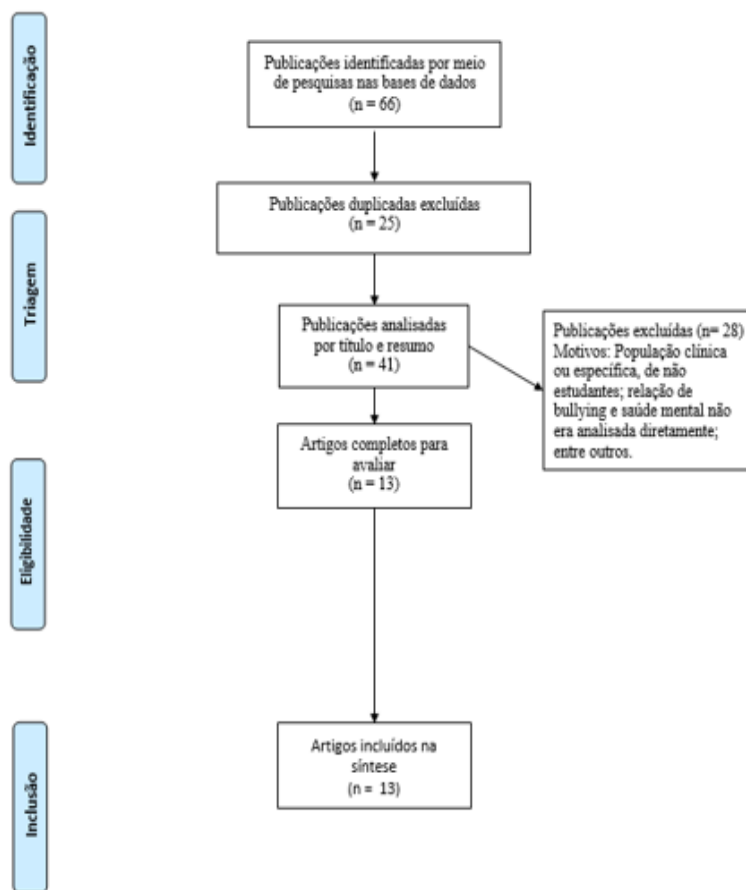 Identificação
Publicações identificadas por meio
de pesquisas nas bases de dados
(n = 66)
Publicações duplicadas excluídas
(n = 25)
Triagem
Publicações analisadas
por título e resumo
(n = 41)
Publicações excluídas (n= 28)
Motivos: População clínica
ou específica, de não
estudantes; relação de
bullying e saúde mental não
era analisada diretamente;
entre outros.
Artigos completos para
avaliar
(n = 13)
Eligibilidade
Artigos incluídos na
síntese
(n = 13)
Inclusão